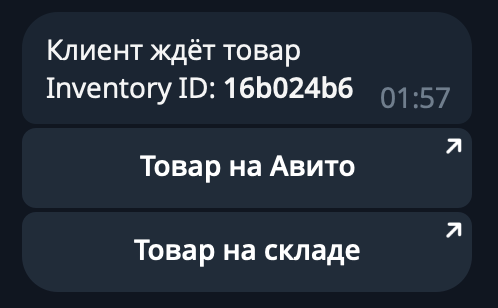 Клиент ждёт товар
Inventory ID: 16b024b6
01:57
Товар на Авито
Товар на складе